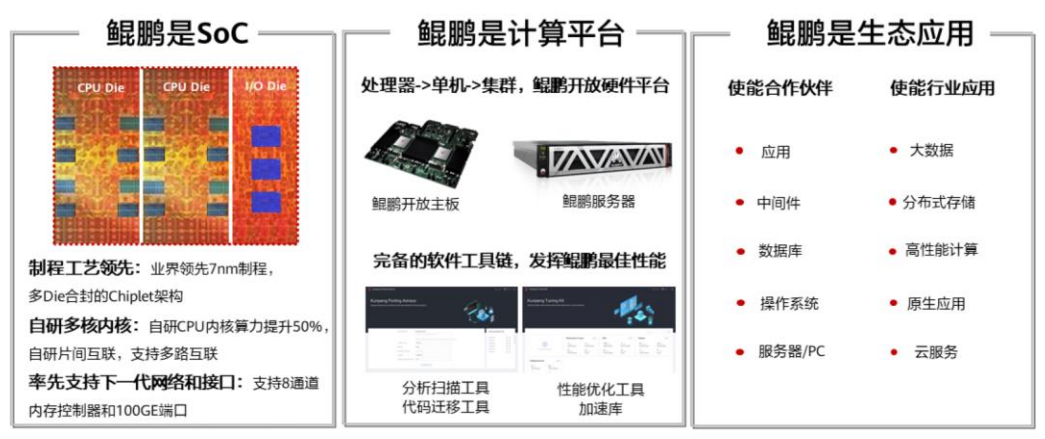 鲲鹏是SoC
CPU Die
CPU Die
I/O Die
制程工艺领先：业界领先7nm制程，
多Die合封的Chiplet架构
自研多核内核：自研CPU内核算力提升50%，
自研片间互联，支持多路互联
率先支持下一代网络和接口：支持8通道
内存控制器和100GE端口
鲲鹏是计算平台
处理器->单机->集群，鲲鹏开放硬件平台
鲲鹏开放主板
鲲鹏服务器
完备的软件工具链，发挥鲲鹏最佳性能
Kunpeng Porting Advisor
Kunpeng Tuning Kit
分析扫描工具
代码迁移工具
性能优化工具
加速库
鲲鹏是生态应用
使能合作伙伴
使能行业应用
应用
大数据
中间件
分布式存储
数据库
高性能计算
操作系统
原生应用
服务器/PC
云服务